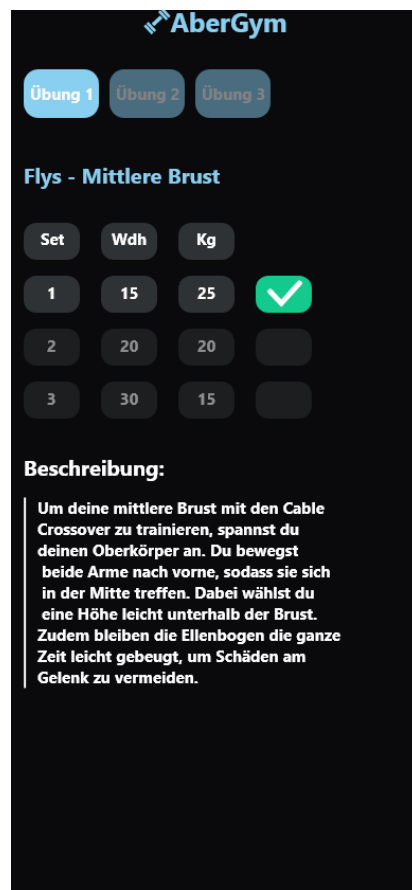 AberGym
Übung 1 Übung 2 Übung 3
Flys - Mittlere Brust
Set Wdh Kg
1 15 25
2 20 20
3 30 15
Beschreibung:
Um deine mittlere Brust mit den Cable
Crossover zu trainieren, spannst du
deinen Oberkörper an. Du bewegst
beide Arme nach vorne, sodass sie sich
in der Mitte treffen. Dabei wählst du
eine Höhe leicht unterhalb der Brust.
Zudem bleiben die Ellenbogen die ganze
Zeit leicht gebeugt, um Schäden am
Gelenk zu vermeiden.